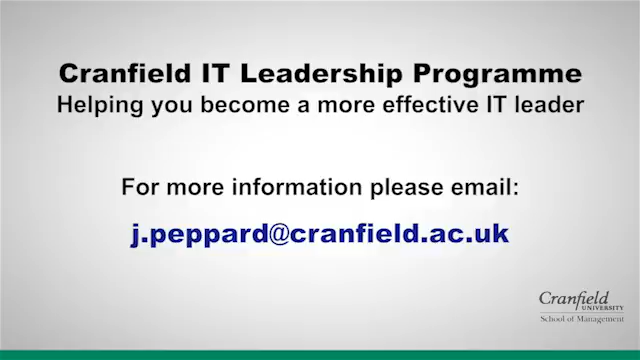 Cranfield IT Leadership Programme
Helping you become a more effective IT leader
For more information please email:
j.peppard@cranfield.ac.uk
Cranfield
UNIVERSITY
School of Management